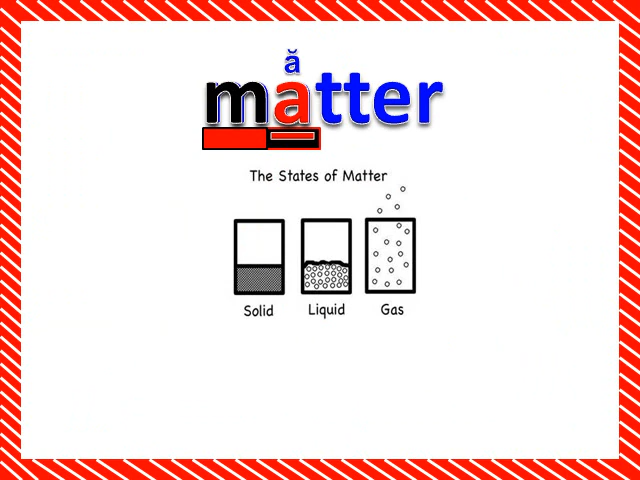 ă
matter
The States of Matter
Solid Liquid Gas